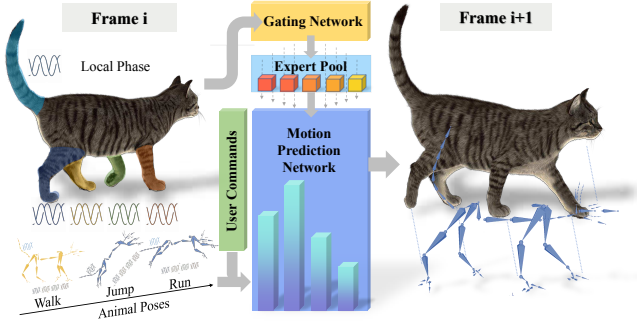 Frame i
Local Phase
Gating Network
Expert Pool
User Commands
Motion
Prediction
Network
Frame i+1
Walk
Jump
Run
Animal Poses